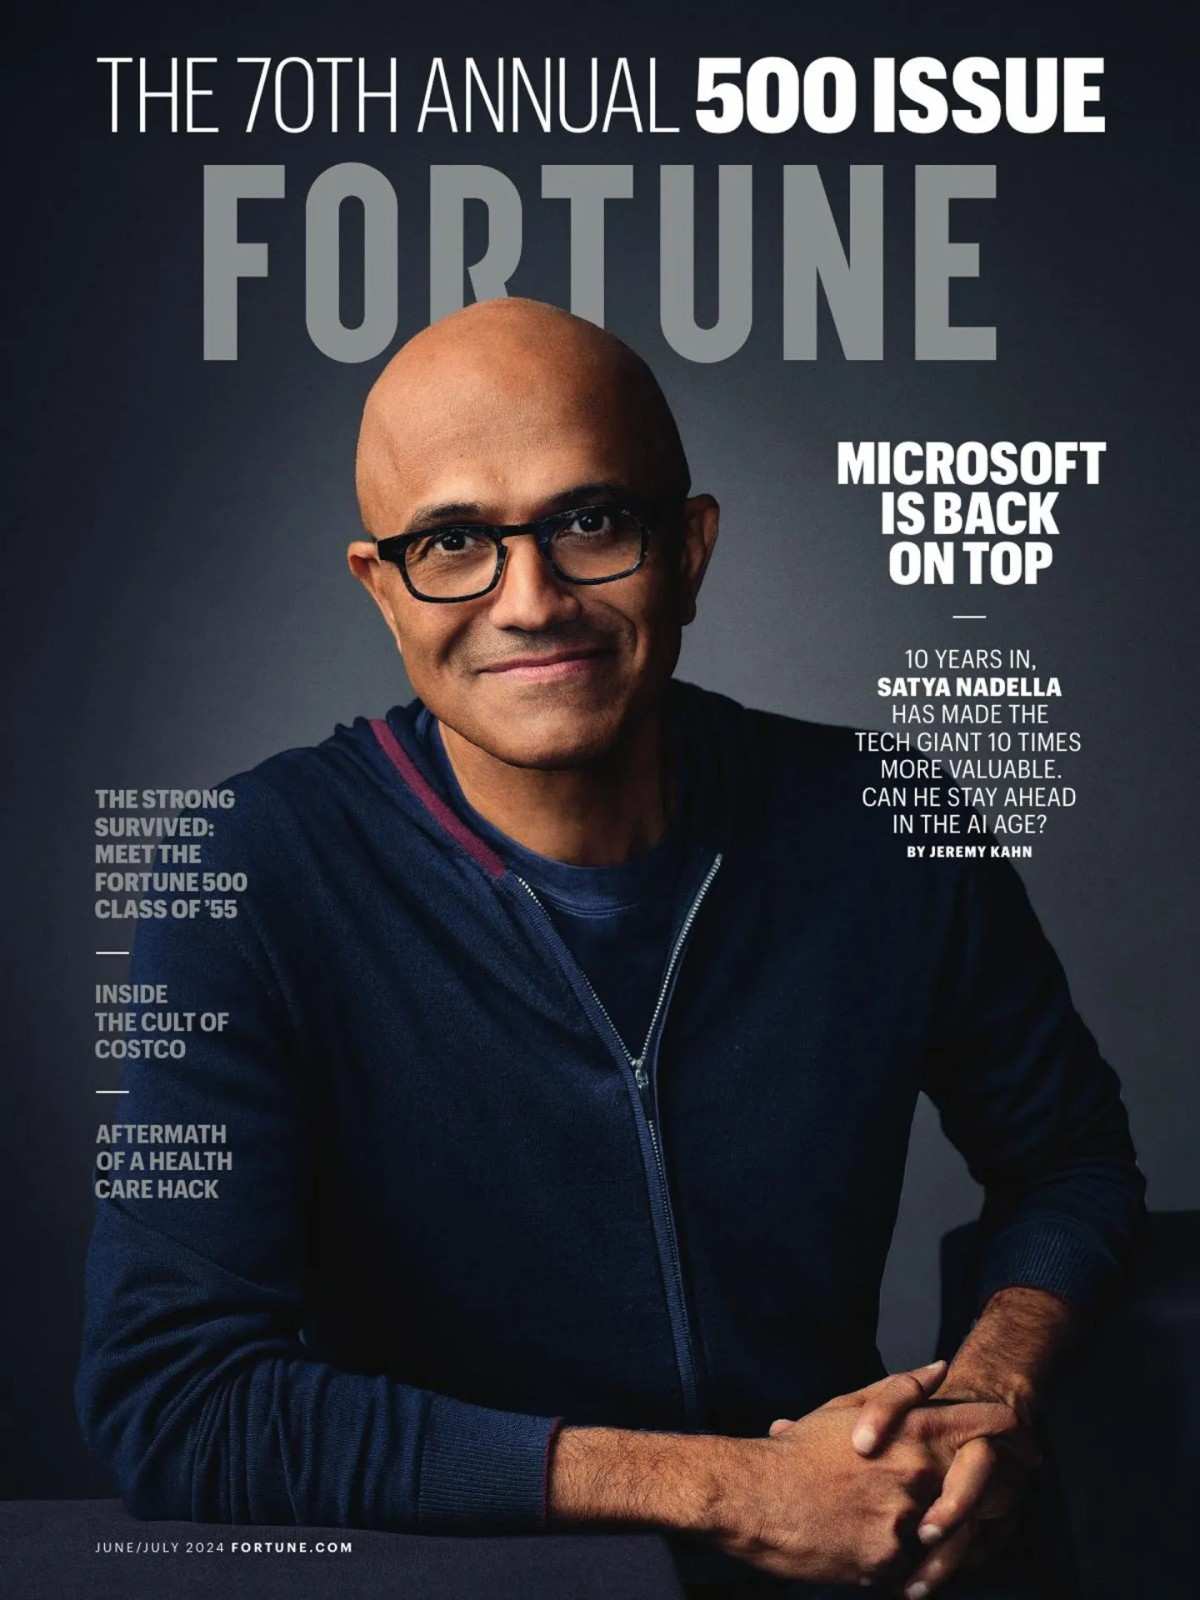 THE 70TH ANNUAL 500 ISSUE
FORTUNE
MICROSOFT
IS BACK
ON TOP
10 YEARS IN,
SATYA NADELLA
HAS MADE THE
TECH GIANT 10 TIMES
MORE VALUABLE.
CAN HE STAY AHEAD
IN THE AI AGE?
BY JEREMY KAHN
THE STRONG
SURVIVED:
MEET THE
FORTUNE 500
CLASS OF ’55
INSIDE
THE CULT OF
COSTCO
AFTERMATH
OF A HEALTH
CARE HACK
JUNE/JULY 2024 FORTUNE.COM